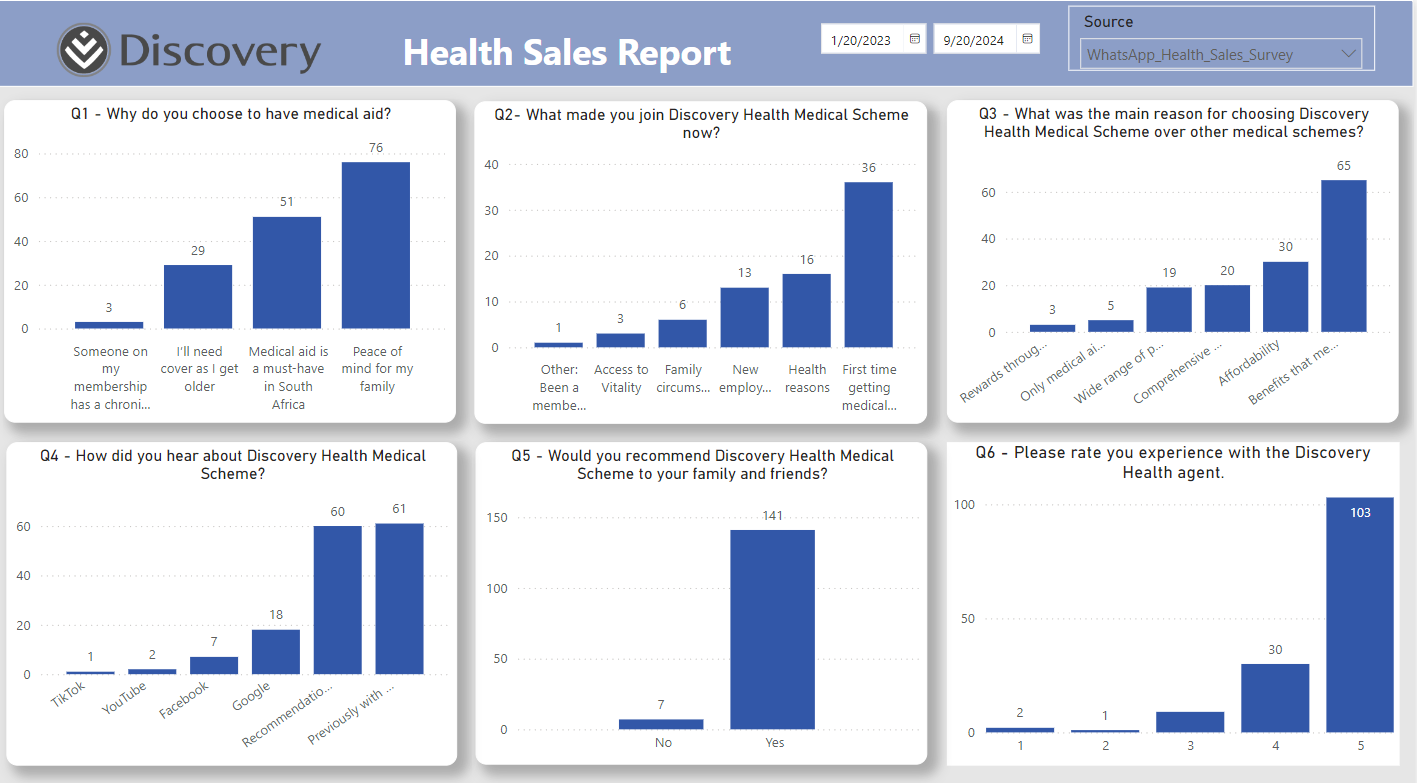 Discovery
Health Sales Report
1/20/2023
9/20/2024
Source
WhatsApp_Health_Sales_Survey
Q1 - Why do you choose to have medical aid?
80
60
40
20
0
3
29
51
76
Someone on
my
membership
has a chroni...
I'll need
cover as I get
older
Medical aid is
a must-have
in South
Africa
Peace of
mind for my
family
Q2- What made you join Discovery Health Medical Scheme
now?
40
30
20
10
0
1
3
6
13
16
36
Other:
Been a
membe...
Access to
Vitality
Family
circums...
New
employ...
Health
reasons
First time
getting
medical...
Q3 - What was the main reason for choosing Discovery
Health Medical Scheme over other medical schemes?
60
40
20
0
3
5
19
20
30
65
Rewards throug...
Only medical ai...
Wide range of p...
Comprehensive ...
Affordability
Benefits that me...
Q4 - How did you hear about Discovery Health Medical
Scheme?
60
40
20
0
1
2
7
18
60
61
TikTok
YouTube
Facebook
Google
Recommendatio...
Previously with ...
Q5 - Would you recommend Discovery Health Medical
Scheme to your family and friends?
150
100
50
0
7
141
No
Yes
Q6 - Please rate you experience with the Discovery
Health agent.
100
50
0
2
1
30
103
1
2
3
4
5